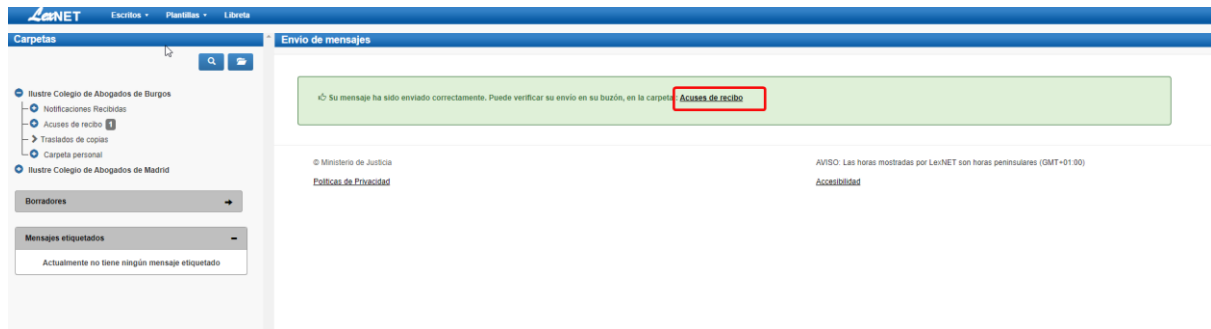 LexNET Escritos Plantillas Libreta
Carpetas
Ilustre Colegio de Abogados de Burgos
Notificaciones Recibidas
Acuses de recibo 1
Traslados de copias
Carpeta personal
Ilustre Colegio de Abogados de Madrid
Borradores
Mensajes etiquetados
Actualmente no tiene ningún mensaje etiquetado
Envío de mensajes
Su mensaje ha sido enviado correctamente. Puede verificar su envío en su buzón, en la carpeta: Acuses de recibo
© Ministerio de Justicia
Políticas de Privacidad
AVISO: Las horas mostradas por LexNET son horas peninsulares (GMT+01:00)
Accesibilidad